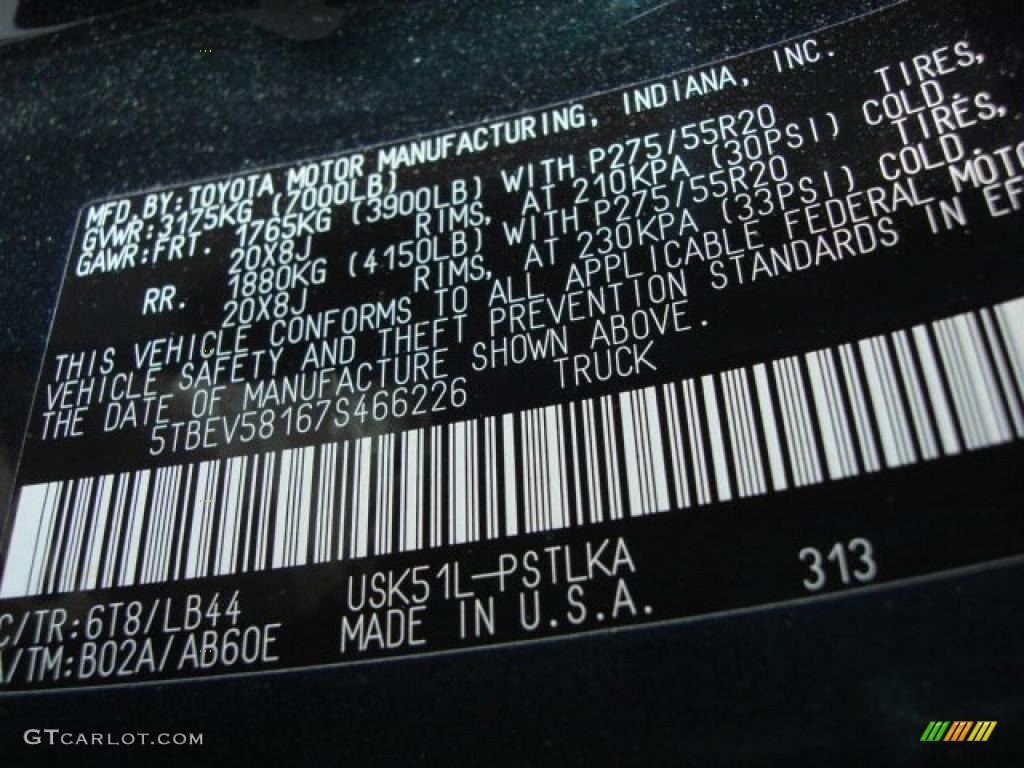 MFD.BY:TOYOTA MOTOR MANUFACTURING, INDIANA, INC.
GVWR:3175KG (7000LB)
GAWR:FRT. 1765KG (3900LB) WITH P275/55R20 TIRES,
20X8J RIMS, AT 210KPA (30PSI) COLD.
RR. 1880KG (4150LB) WITH P275/55R20 TIRES,
20X8J RIMS, AT 230KPA (33PSI) COLD.
THIS VEHICLE CONFORMS TO ALL APPLICABLE FEDERAL MOTO
VEHICLE SAFETY AND THEFT PREVENTION STANDARDS IN EF
THE DATE OF MANUFACTURE SHOWN ABOVE.
5TBEV58167S466226 TRUCK
C/TR:6T8/LB44 USK51L-PSTLKA 313
A/TM:B02A/AB60E MADE IN U.S.A.
GTCARLOT.COM